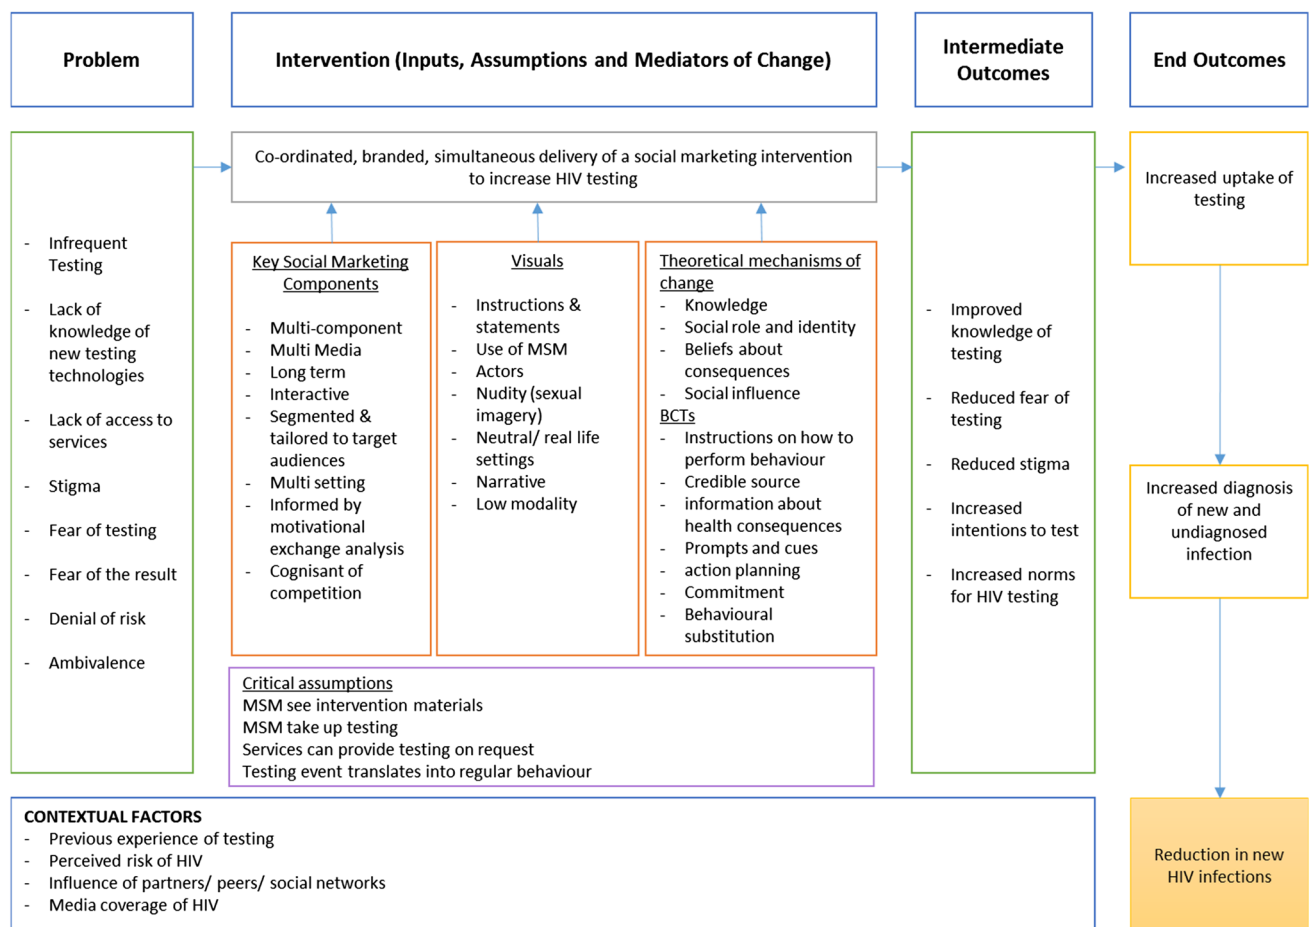 Problem
Intervention (Inputs, Assumptions and Mediators of Change)
Intermediate
Outcomes
End Outcomes
- Infrequent
Testing
- Lack of
knowledge of
new testing
technologies
- Lack of access to
services
- Stigma
- Fear of testing
- Fear of the result
- Denial of risk
- Ambivalence
Co-ordinated, branded, simultaneous delivery of a social marketing intervention
to increase HIV testing
Key Social Marketing
Components
- Multi-component
- Multi Media
- Long term
- Interactive
- Segmented &
tailored to target
audiences
- Multi setting
- Informed by
motivational
exchange analysis
- Cognisant of
competition
Visuals
- Instructions &
statements
- Use of MSM
- Actors
- Nudity (sexual
imagery)
- Neutral/ real life
settings
- Narrative
- Low modality
Theoretical mechanisms of
change
- Knowledge
- Social role and identity
- Beliefs about
consequences
- Social influence
BCTs
- Instructions on how to
perform behaviour
- Credible source
- information about
health consequences
- Prompts and cues
- action planning
- Commitment
- Behavioural
substitution
Critical assumptions
MSM see intervention materials
MSM take up testing
Services can provide testing on request
Testing event translates into regular behaviour
- Improved
knowledge of
testing
- Reduced fear of
testing
- Reduced stigma
- Increased
intentions to test
- Increased norms
for HIV testing
Increased uptake of
testing
Increased diagnosis
of new and
undiagnosed
infection
Reduction in new
HIV infections
CONTEXTUAL FACTORS
- Previous experience of testing
- Perceived risk of HIV
- Influence of partners/ peers/ social networks
- Media coverage of HIV